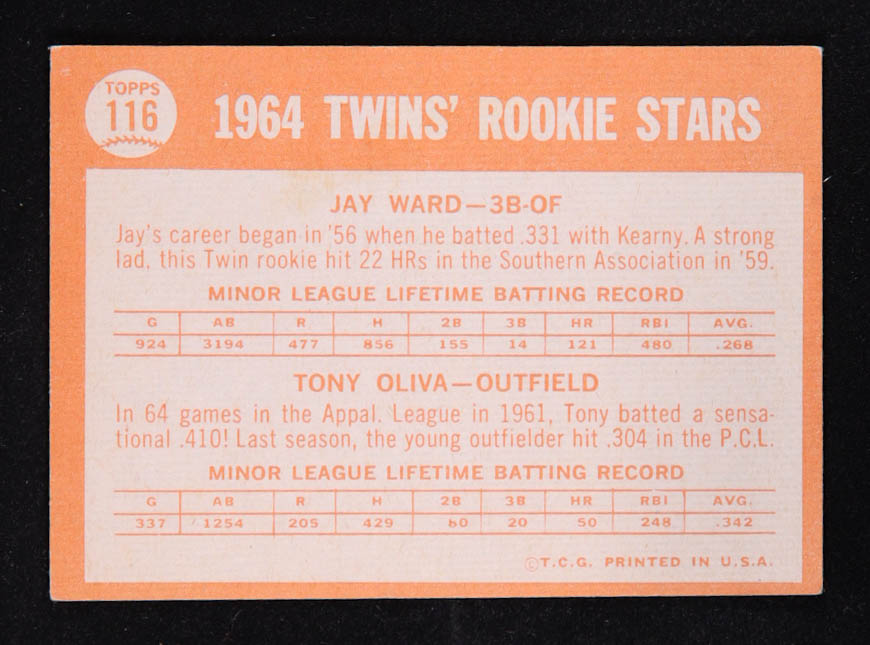 TOPPS
116
1964 TWINS' ROOKIE STARS
JAY WARD—3B-OF
Jay's career began in '56 when he batted .331 with Kearny. A strong
lad, this Twin rookie hit 22 HRs in the Southern Association in '59.
MINOR LEAGUE LIFETIME BATTING RECORD
G AB R H 2B 3B HR RBI AVG.
924 3194 477 856 155 14 121 480 .268
TONY OLIVA—OUTFIELD
In 64 games in the Appal. League in 1961, Tony batted a sensa-
tional .410! Last season, the young outfielder hit .304 in the P.C.L.
MINOR LEAGUE LIFETIME BATTING RECORD
G AB R H 2B 3B HR RBI AVG.
337 1254 205 429 60 20 50 248 .342
©T.C.G. PRINTED IN U.S.A.